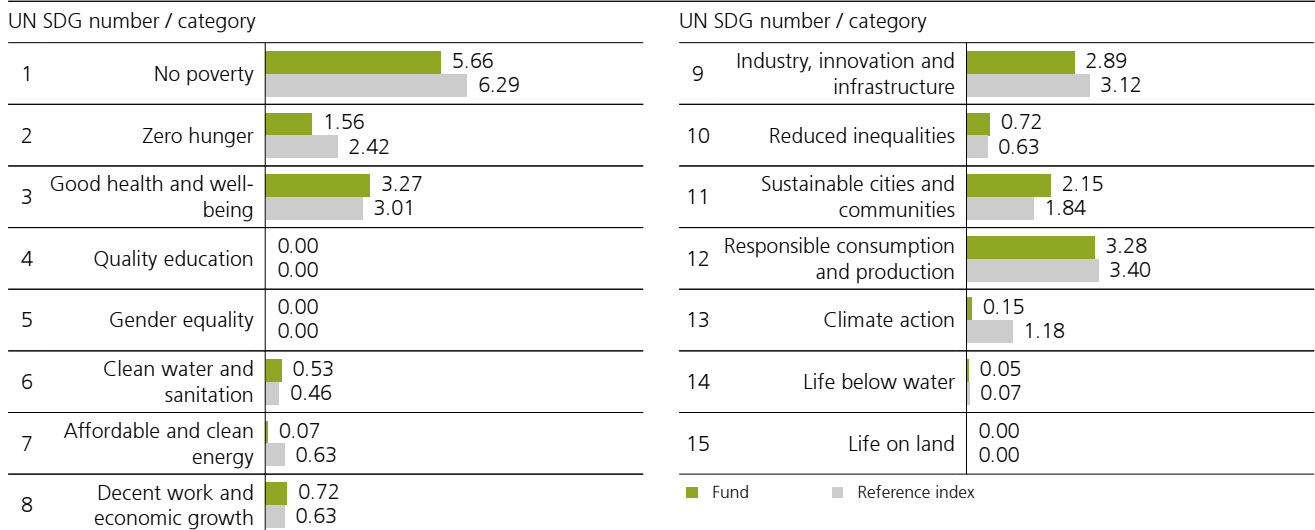 UN SDG number / category
1 No poverty 5.66
6.29
2 Zero hunger 1.56
2.42
3 Good health and well-
being 3.27
3.01
4 Quality education 0.00
0.00
5 Gender equality 0.00
0.00
6 Clean water and
sanitation 0.53
0.46
7 Affordable and clean
energy 0.07
0.63
8 Decent work and
economic growth 0.72
0.63
UN SDG number / category
9 Industry, innovation and
infrastructure 2.89
3.12
10 Reduced inequalities 0.72
0.63
11 Sustainable cities and
communities 2.15
1.84
12 Responsible consumption
and production 3.28
3.40
13 Climate action 0.15
1.18
14 Life below water 0.05
0.07
15 Life on land 0.00
0.00
Fund Reference index